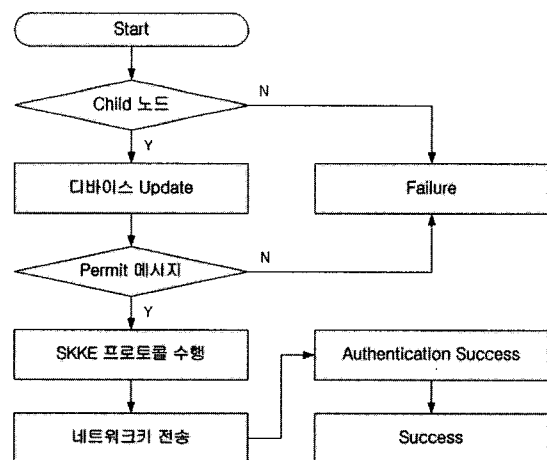 Start
Child 노드
N
Y
디바이스 Update
Failure
Permit 메시지
N
Y
SKKE 프로토콜 수행
Authentication Success
네트워크키 전송
Success